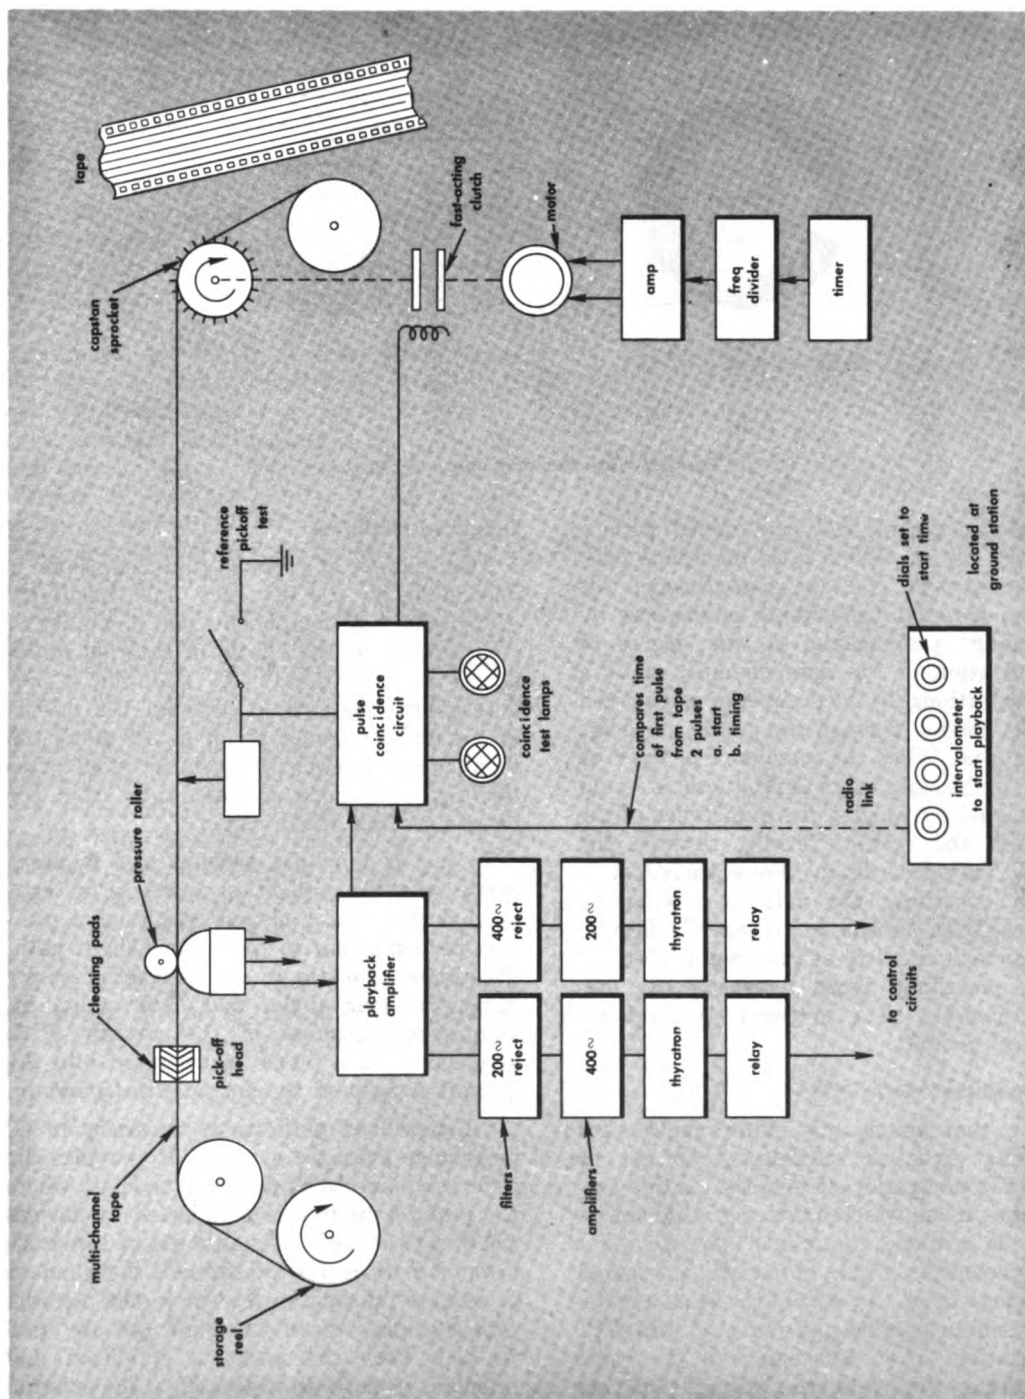 storage
reel
multi-channel
tape
cleaning pads
pick-off
head
pressure roller
reference
pickoff
test
capstan
sprocket
tape
fast-acting
clutch
motor
amp
freq
divider
timer
playback
amplifier
pulse
coincidence
circuit
coincidence
test lamps
filters
200~
reject
400~
reject
amplifiers
400~
200~
thyratron
thyratron
relay
relay
to control
circuits
compares time
of first pulse
from tape
2 pulses
a. start
b. timing
radio
link
intervalometer
to start playback
dials set to
start time
located at
ground station